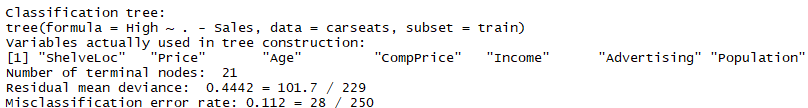 Classification tree:
tree(formula = High ~ . - Sales, data = carseats, subset = train)
Variables actually used in tree construction:
[1] "ShelveLoc"   "Price"       "Age"         "CompPrice"   "Income"      "Advertising" "Population"
Number of terminal nodes:  21
Residual mean deviance:  0.4442 = 101.7 / 229
Misclassification error rate: 0.112 = 28 / 250